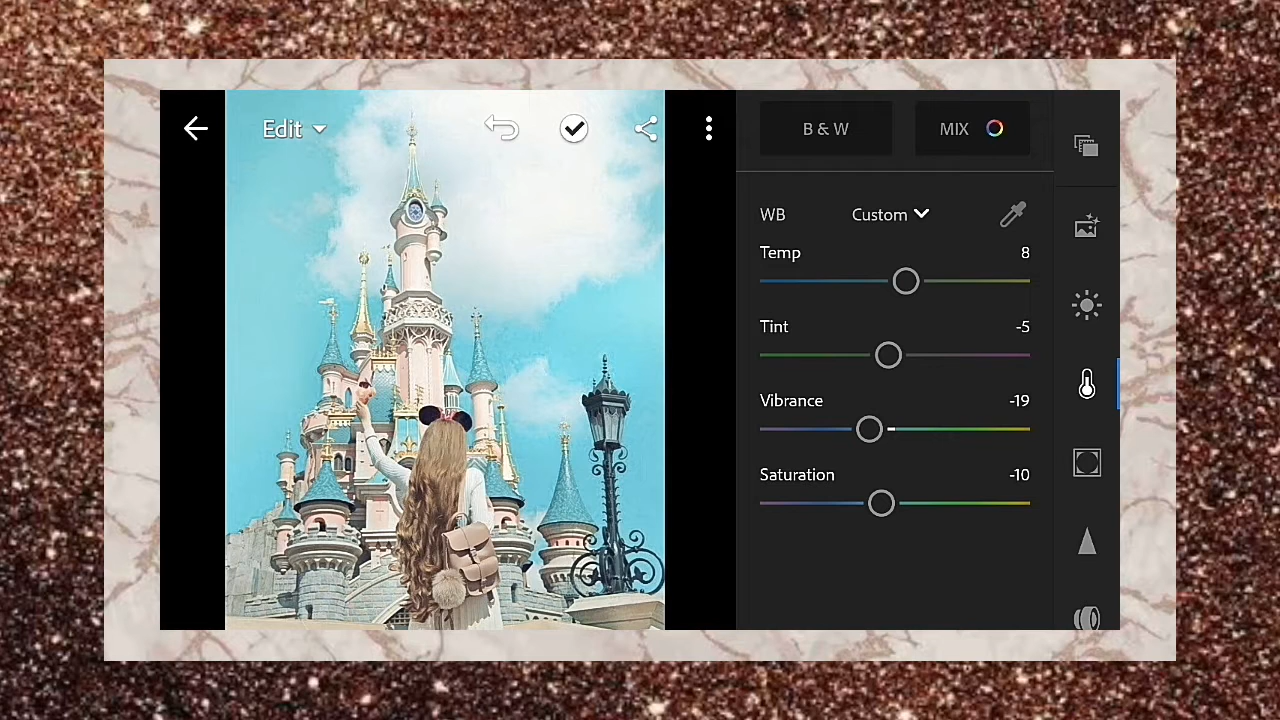 Edit
B & W
MIX
WB
Custom
Temp
8
Tint
-5
Vibrance
-19
Saturation
-10